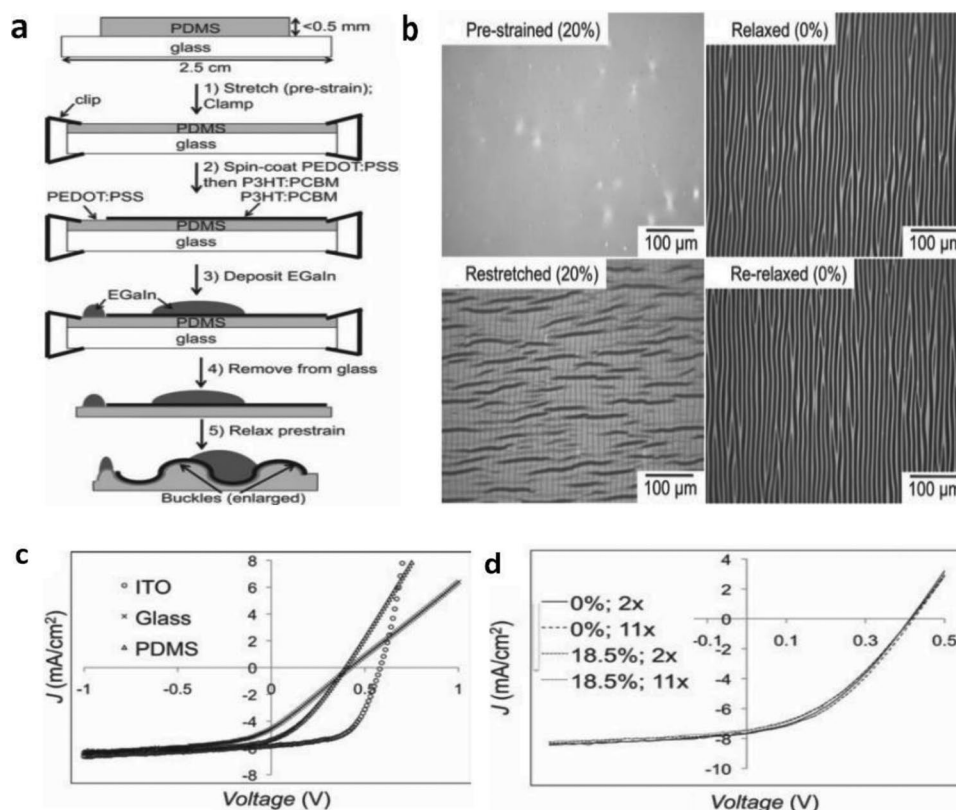 a
PDMS
<0.5 mm
glass
2.5 cm
1) Stretch (pre-strain);
Clamp
clip
PDMS
glass
2) Spin-coat PEDOT:PSS
then P3HT:PCBM
PEDOT:PSS
P3HT:PCBM
PDMS
glass
3) Deposit EGaIn
EGaIn
PDMS
glass
4) Remove from glass
5) Relax prestrain
Buckles (enlarged)
b
Pre-strained (20%)
100 µm
Relaxed (0%)
100 µm
Restretched (20%)
100 µm
Re-relaxed (0%)
100 µm
c
ITO
Glass
PDMS
J (mA/cm²)
8
6
4
2
0
-2
-4
-6
-8
-1
-0.5
0
0.5
1
Voltage (V)
d
0%; 2x
0%; 11x
18.5%; 2x
18.5%; 11x
J (mA/cm²)
4
2
0
-2
-4
-6
-8
-10
-0.1
0.1
0.3
0.5
Voltage (V)